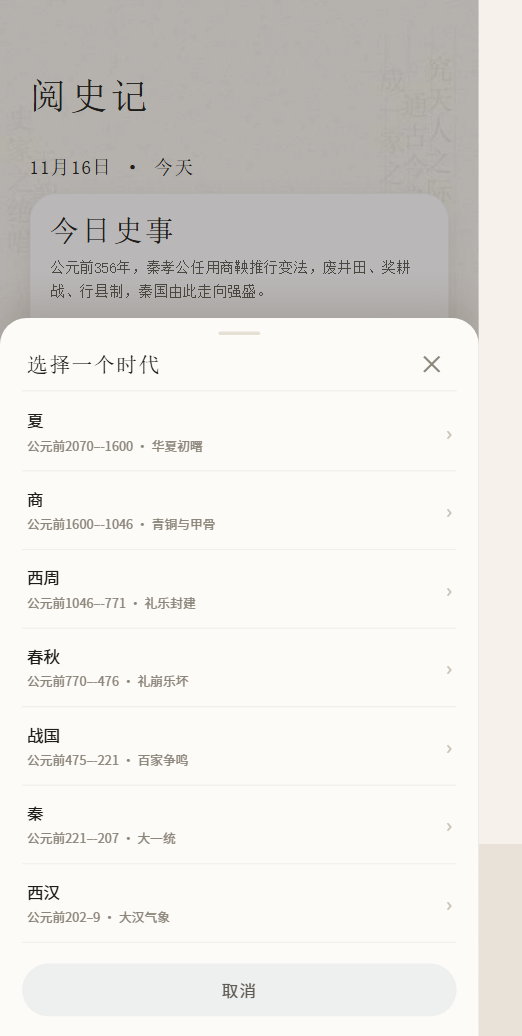 阅史记
11月16日 • 今天
今日史事
公元前356年，秦孝公任用商鞅推行变法，废井田、奖耕
战、行县制，秦国由此走向强盛。
选择一个时代
夏
公元前2070—1600 • 华夏初曙
商
公元前1600—1046 • 青铜与甲骨
西周
公元前1046—771 • 礼乐封建
春秋
公元前770—476 • 礼崩乐坏
战国
公元前475—221 • 百家争鸣
秦
公元前221—207 • 大一统
西汉
公元前202–9 • 大汉气象
取消